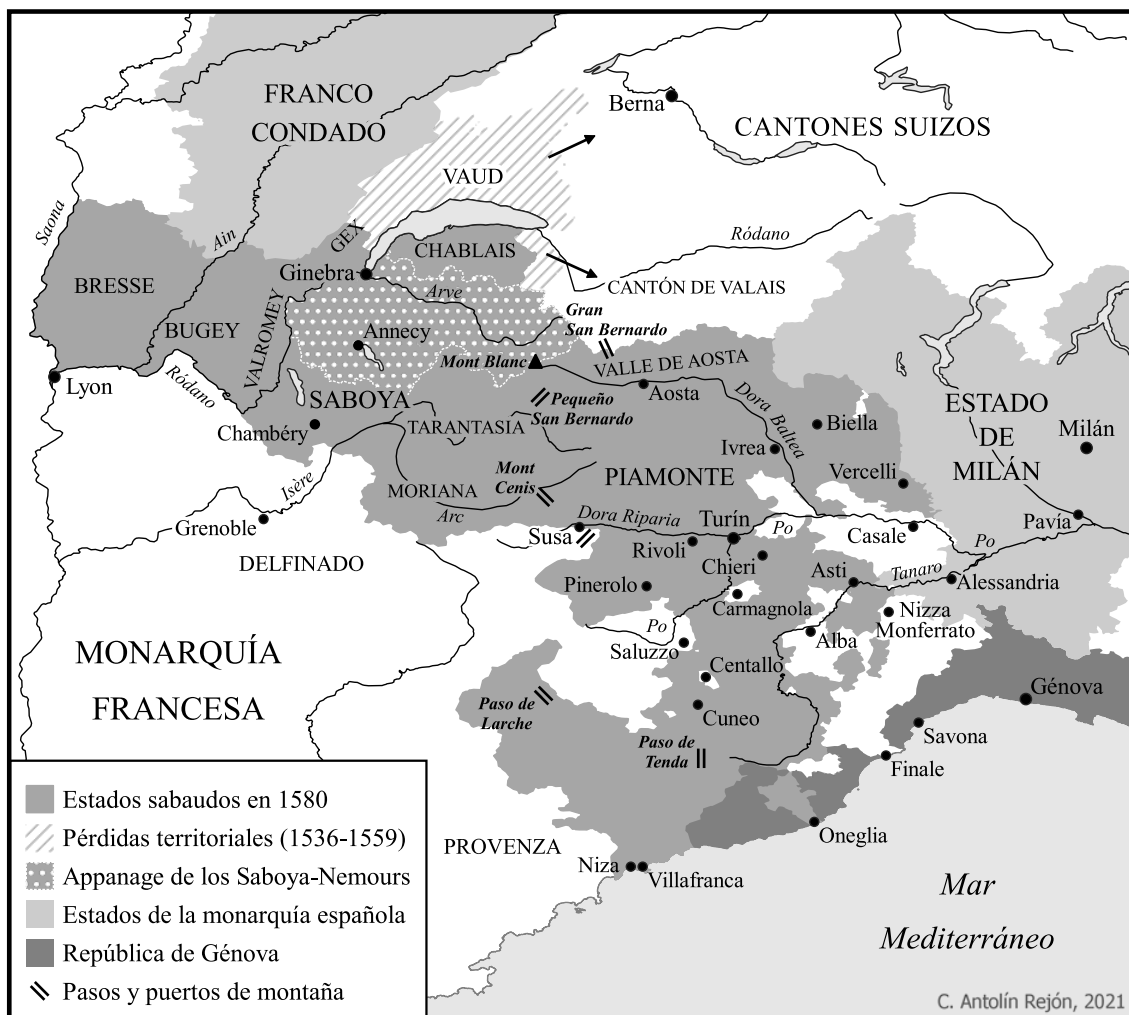 FRANCO
CONDADO
Berna
CANTONES SUIZOS
VAUD
Saona
Ain
GEX
CHABLAIS
Ródano
Ginebra
BRESSE
Arve
CANTÓN DE VALAIS
BUGEY
VALROMEY
Annecy
Gran
San Bernardo
Mont Blanc
VALLE DE AOSTA
Lyon
Ródano
SABOYA
Pequeño
San Bernardo
Aosta
Dora Baltea
ESTADO
DE
MILÁN
Milán
Chambéry
TARANTASIA
Biella
Ivrea
Isère
MORIANA
Mont
Cenis
PIAMONTE
Vercelli
Arc
Grenoble
Dora Riparia
Turín
Po
Casale
Pavía
Po
DELFINADO
Susa
Rivoli
Chieri
Asti
Tanaro
Alessandria
Pinerolo
Carmagnola
Nizza
Monferrato
Po
Alba
Saluzzo
MONARQUÍA
FRANCESA
Centallo
Paso de
Larche
Cuneo
Génova
Paso de
Tenda
Savona
Finale
Oneglia
PROVENZA
Niza
Villafranca
Mar
Mediterráneo
Estados sabaudos en 1580
Pérdidas territoriales (1536-1559)
Appanage de los Saboya-Nemours
Estados de la monarquía española
República de Génova
Pasos y puertos de montaña
C. Antolín Rejón, 2021